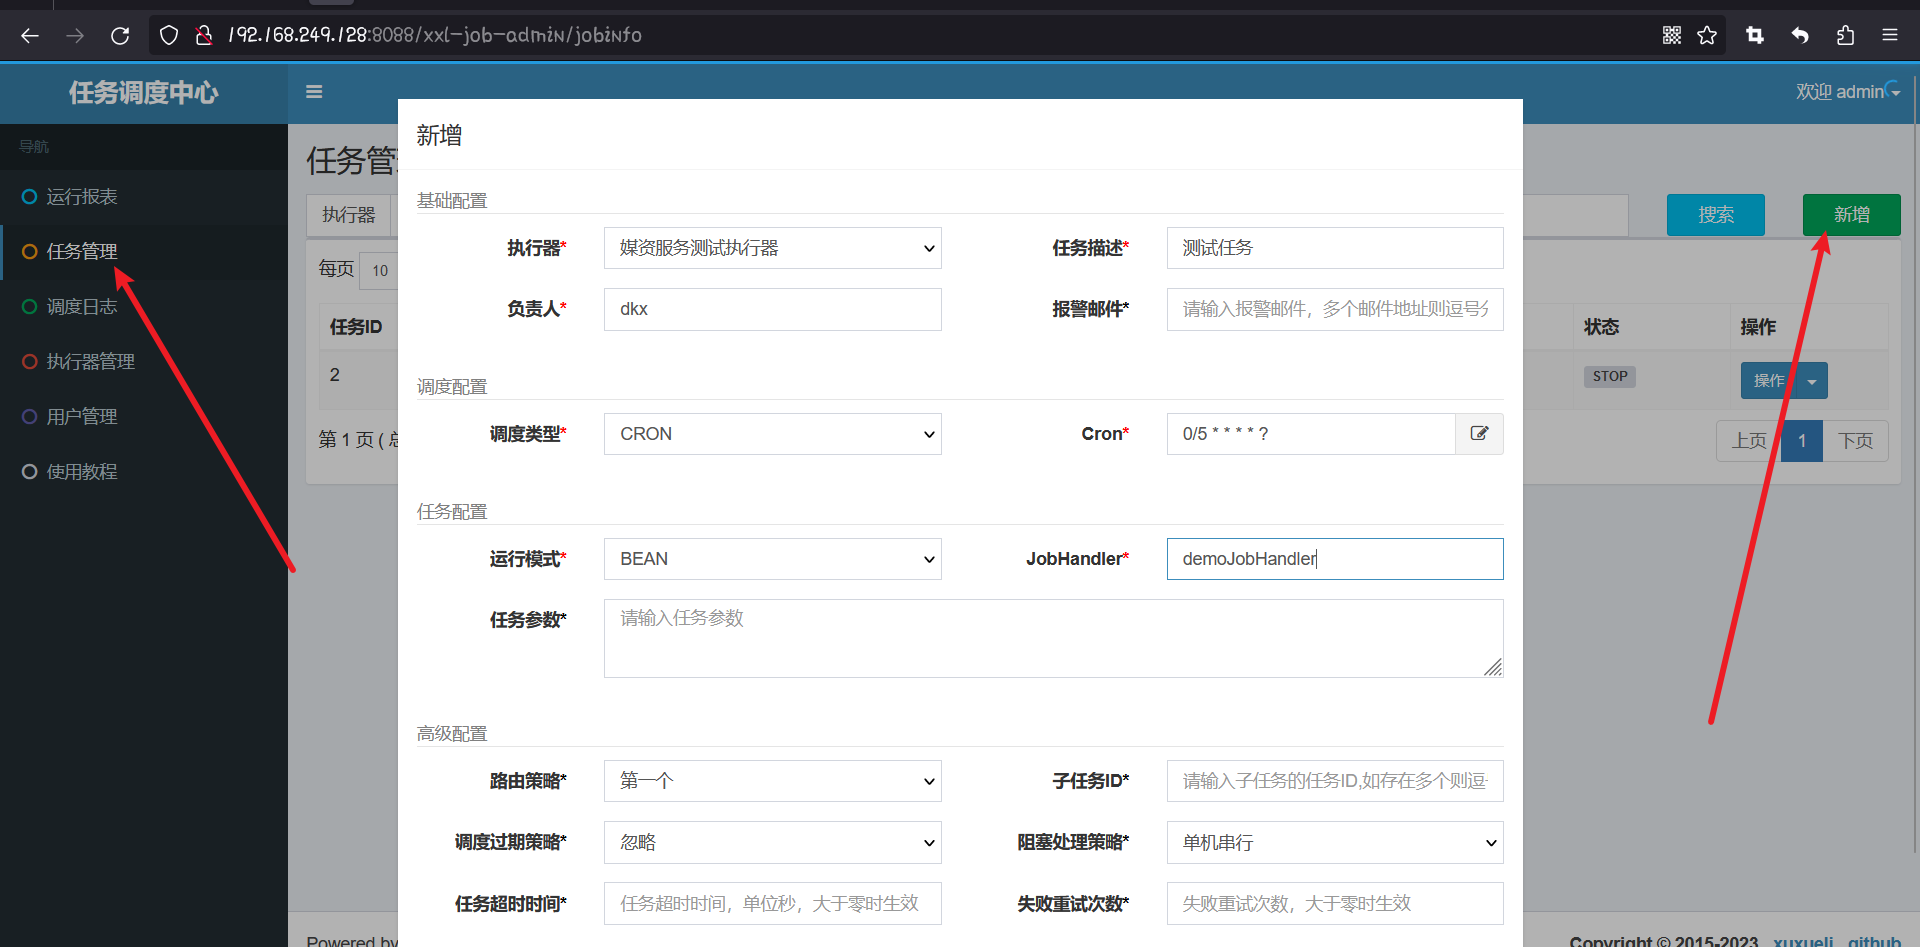 192.168.249.128:8088/xxl-job-admin/jobinfo
任务调度中心
欢迎 admin
导航
运行报表
任务管理
调度日志
执行器管理
用户管理
使用教程
任务管
执行器
搜索
新增
每页 10
任务ID
状态
操作
2
STOP
操作
第 1 页 ( 总
上页
1
下页
新增
基础配置
执行器*
媒资服务测试执行器
任务描述*
测试任务
负责人*
dkx
报警邮件*
请输入报警邮件，多个邮件地址则逗号分
调度配置
调度类型*
CRON
Cron*
0/5 * * * * ?
任务配置
运行模式*
BEAN
JobHandler*
demoJobHandler
任务参数*
请输入任务参数
高级配置
路由策略*
第一个
子任务ID*
请输入子任务的任务ID,如存在多个则逗
调度过期策略*
忽略
阻塞处理策略*
单机串行
任务超时时间*
任务超时时间，单位秒，大于零时生效
失败重试次数*
失败重试次数，大于零时生效
Powered by
Copyright © 2015-2023 xuxueli github